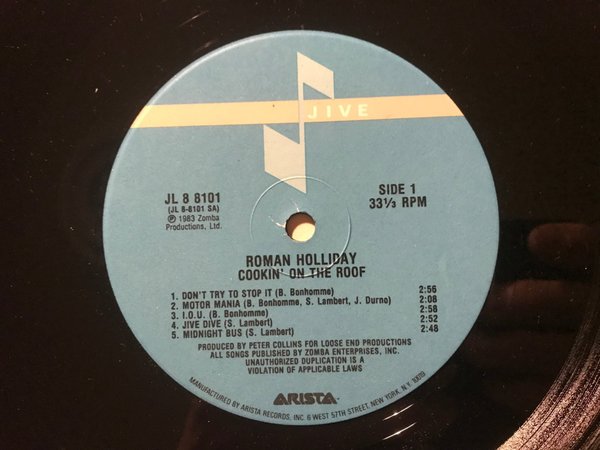 JIVE
JL 8 8101
(JL 8-8101 SA)
℗ 1983 Zomba
Productions, Ltd.
SIDE 1
33⅓ RPM
ROMAN HOLLIDAY
COOKIN' ON THE ROOF
1. DON'T TRY TO STOP IT (B. Bonhomme) 2:56
2. MOTOR MANIA (B. Bonhomme, S. Lambert, J. Durno) 2:08
3. I.O.U. (B. Bonhomme) 2:58
4. JIVE DIVE (S. Lambert) 2:52
5. MIDNIGHT BUS (S. Lambert) 2:48
PRODUCED BY PETER COLLINS FOR LOOSE END PRODUCTIONS
ALL SONGS PUBLISHED BY ZOMBA ENTERPRISES, INC.
UNAUTHORIZED DUPLICATION IS A
VIOLATION OF APPLICABLE LAWS
ARISTA
MANUFACTURED BY ARISTA RECORDS, INC. 6 WEST 57TH STREET, NEW YORK, N.Y. 10019